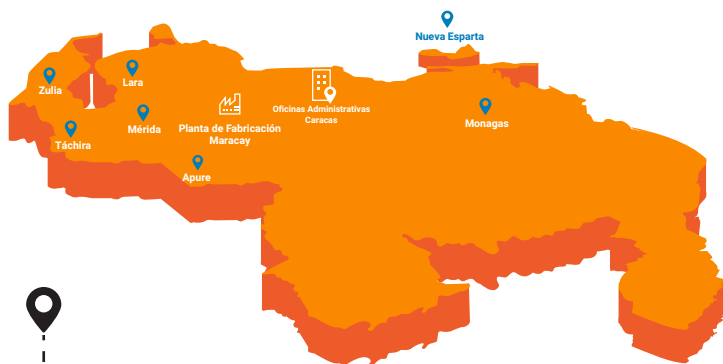 Nueva Esparta
Zulia
Lara
Oficinas Administrativas
Caracas
Mérida
Planta de Fabricación
Maracay
Monagas
Táchira
Apure